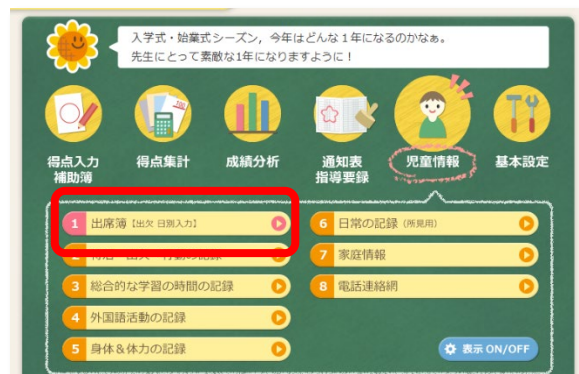 入学式・始業式シーズン，今年はどんな１年になるのかなぁ。
先生にとって素敵な1年になりますように！
得点入力
補助簿
得点集計
成績分析
通知表
指導要録
児童情報
基本設定
1 出席簿【出欠 日別入力】
2
3 総合的な学習の時間の記録
4 外国語活動の記録
5 身体＆体力の記録
6 日常の記録（所見用）
7 家庭情報
8 電話連絡網
表示 ON/OFF